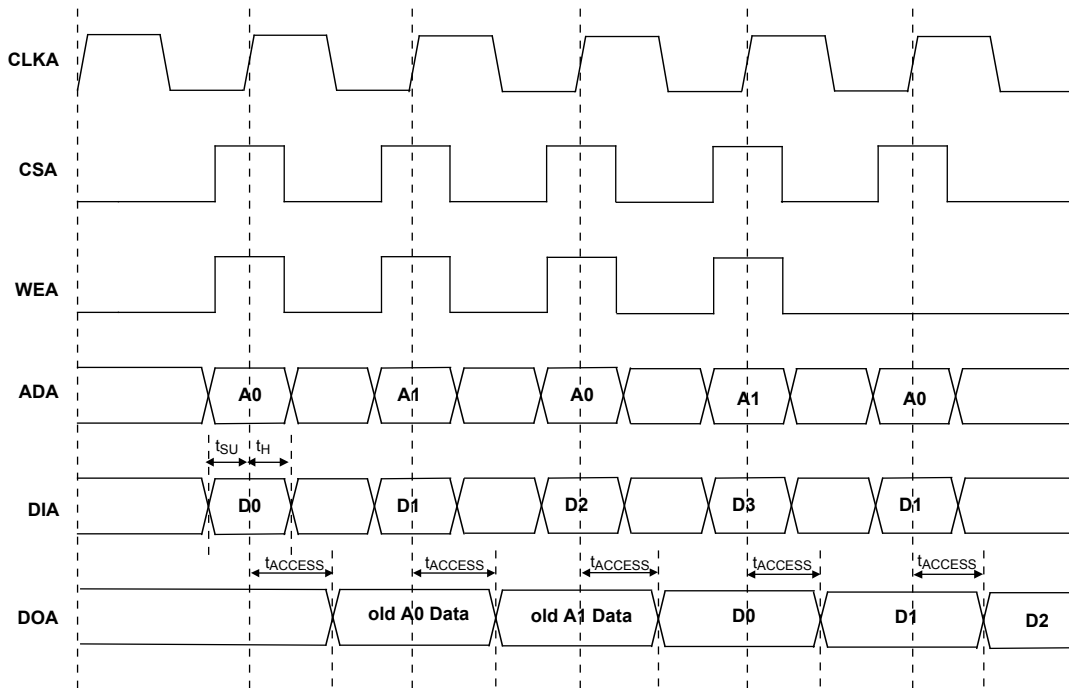 CLKA
CSA
WEA
ADA A0 A1 A0 A1 A0
tSU tH
DIA D0 D1 D2 D3 D1
tACCESS tACCESS tACCESS tACCESS tACCESS
DOA old A0 Data old A1 Data D0 D1 D2